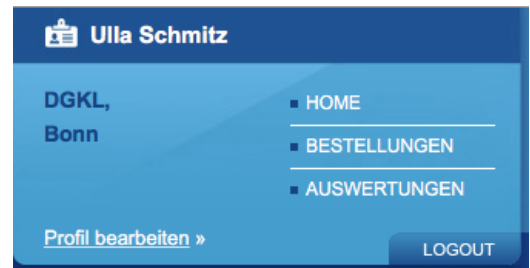 Ulla Schmitz
DGKL,
Bonn
HOME
BESTELLUNGEN
AUSWERTUNGEN
Profil bearbeiten »
LOGOUT